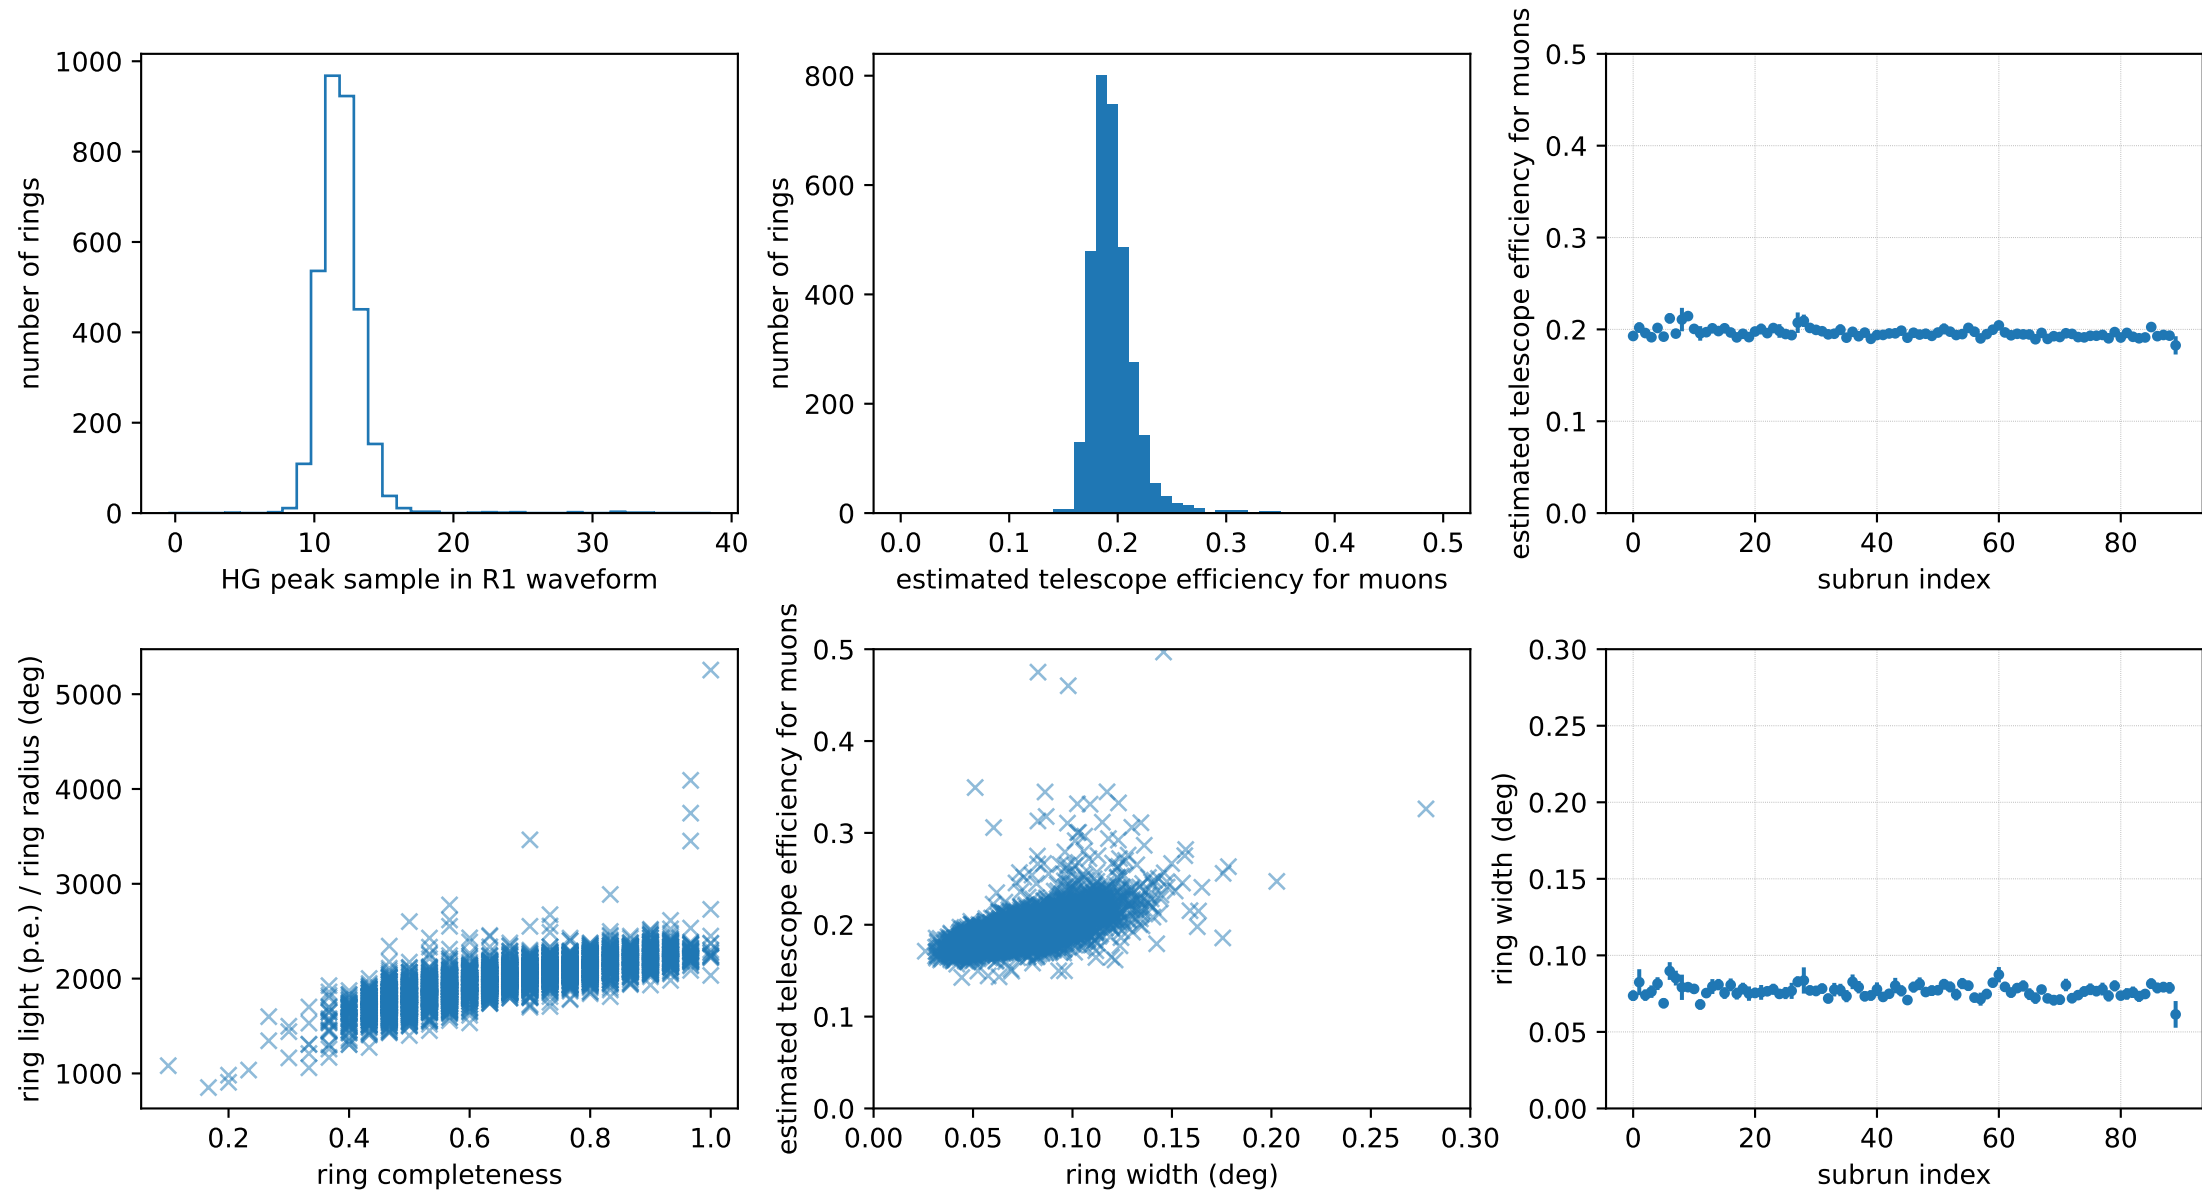 number of rings
1000
800
600
400
200
0
0 10 20 30 40
HG peak sample in R1 waveform
number of rings
800
600
400
200
0
0.0 0.1 0.2 0.3 0.4 0.5
estimated telescope efficiency for muons
estimated telescope efficiency for muons
0.5
0.4
0.3
0.2
0.1
0.0
0 20 40 60 80
subrun index
ring light (p.e.) / ring radius (deg)
5000
4000
3000
2000
1000
0.2 0.4 0.6 0.8 1.0
ring completeness
estimated telescope efficiency for muons
0.5
0.4
0.3
0.2
0.1
0.0
0.00 0.05 0.10 0.15 0.20 0.25 0.30
ring width (deg)
ring width (deg)
0.30
0.25
0.20
0.15
0.10
0.05
0.00
0 20 40 60 80
subrun index